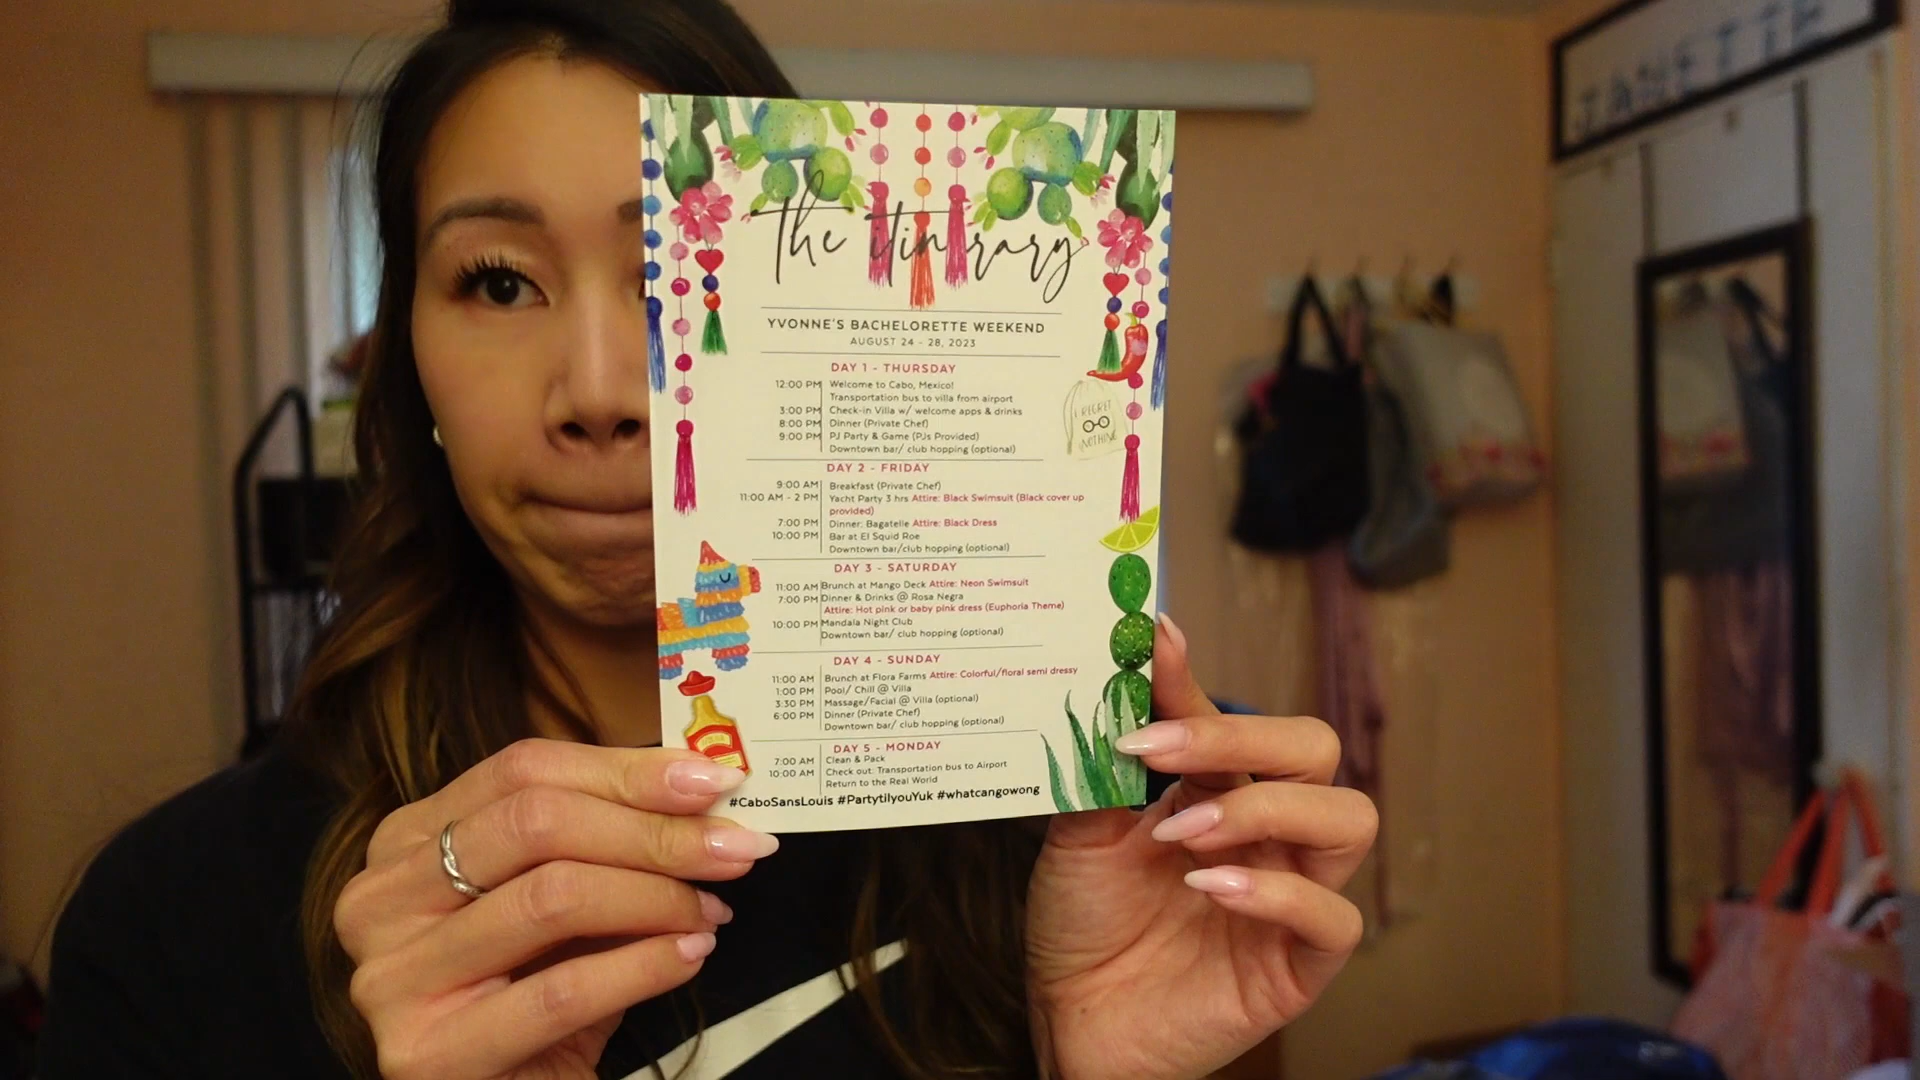 the itinrary
YVONNE'S BACHELORETTE WEEKEND
AUGUST 24 - 28, 2023
DAY 1 - THURSDAY
12:00 PM Welcome to Cabo, Mexico!
Transportation bus to villa from airport
3:00 PM Check-in Villa w/ welcome apps & drinks
8:00 PM Dinner (Private Chef)
9:00 PM PJ Party & Game (PJs Provided)
Downtown bar/ club hopping (optional)
I REGRET
NOTHING
DAY 2 - FRIDAY
9:00 AM Breakfast (Private Chef)
11:00 AM - 2 PM Yacht Party 3 hrs Attire: Black Swimsuit (Black cover up
provided)
7:00 PM Dinner: Bagatelle Attire: Black Dress
10:00 PM Bar at El Squid Roe
Downtown bar/club hopping (optional)
DAY 3 - SATURDAY
11:00 AM Brunch at Mango Deck Attire: Neon Swimsuit
7:00 PM Dinner & Drinks @ Rosa Negra
Attire: Hot pink or baby pink dress (Euphoria Theme)
10:00 PM Mandala Night Club
Downtown bar/ club hopping (optional)
DAY 4 - SUNDAY
11:00 AM Brunch at Flora Farms Attire: Colorful/floral semi dressy
1:00 PM Pool/ Chill @ Villa
3:30 PM Massage/Facial @ Villa (optional)
6:00 PM Dinner (Private Chef)
Downtown bar/ club hopping (optional)
DAY 5 - MONDAY
7:00 AM Clean & Pack
10:00 AM Check out: Transportation bus to Airport
Return to the Real World
#CaboSansLouis #PartytilyouYuk #whatcangowong